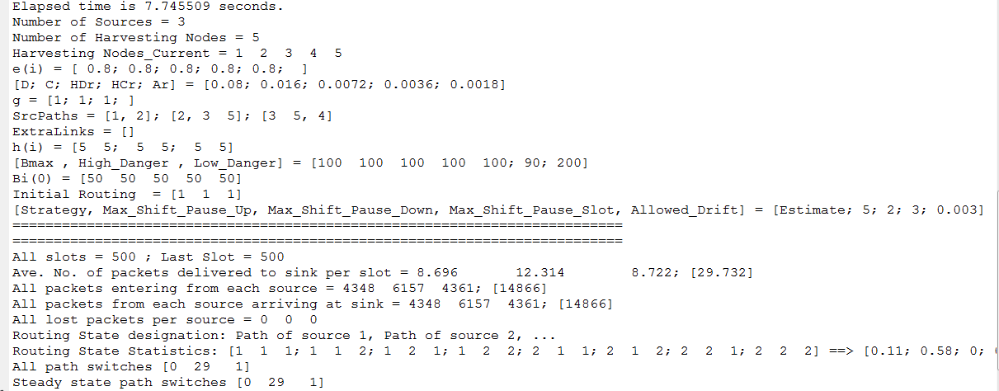 Elapsed time is 7.745509 seconds.
Number of Sources = 3
Number of Harvesting Nodes = 5
Harvesting Nodes_Current = 1 2 3 4 5
e(i) = [ 0.8; 0.8; 0.8; 0.8; 0.8; ]
[D; C; HDr; HCr; Ar] = [0.08; 0.016; 0.0072; 0.0036; 0.0018]
g = [1; 1; 1; ]
SrcPaths = [1, 2]; [2, 3 5]; [3 5, 4]
ExtraLinks = []
h(i) = [5 5; 5 5; 5 5]
[Bmax , High_Danger , Low_Danger] = [100 100 100 100 100; 90; 200]
Bi(0) = [50 50 50 50 50]
Initial Routing = [1 1 1]
[Strategy, Max_Shift_Pause_Up, Max_Shift_Pause_Down, Max_Shift_Pause_Slot, Allowed_Drift] = [Estimate; 5; 2; 3; 0.003]
==========================================================================
==========================================================================
All slots = 500 ; Last Slot = 500
Ave. No. of packets delivered to sink per slot = 8.696 12.314 8.722; [29.732]
All packets entering from each source = 4348 6157 4361; [14866]
All packets from each source arriving at sink = 4348 6157 4361; [14866]
All lost packets per source = 0 0 0
Routing State designation: Path of source 1, Path of source 2, ...
Routing State Statistics: [1 1 1; 1 1 2; 1 2 1; 1 2 2; 2 1 1; 2 1 2; 2 2 1; 2 2 2] ==> [0.11; 0.58; 0;
All path switches [0 29 1]
Steady state path switches [0 29 1]